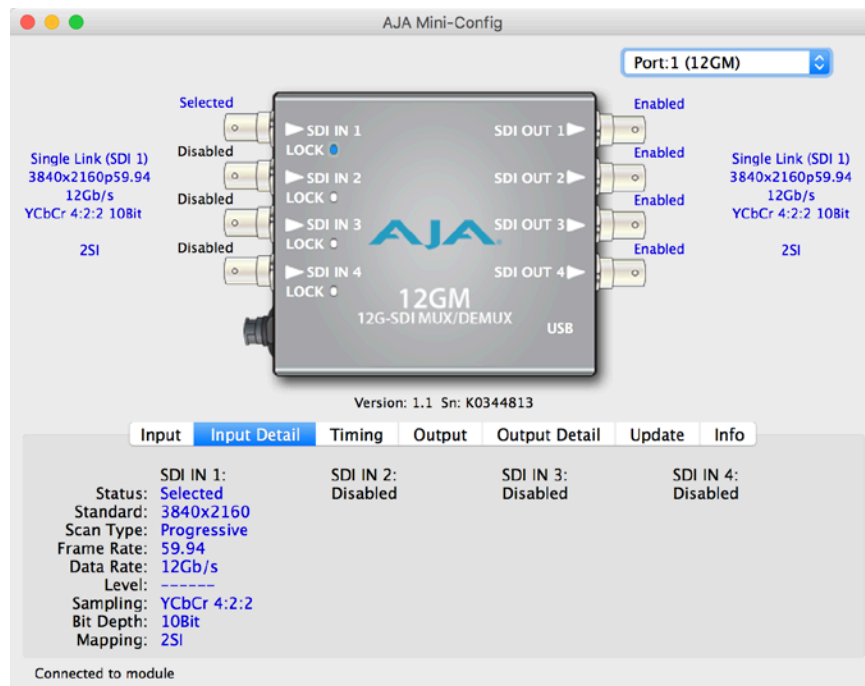 AJA Mini-Config
Port:1 (12GM)
Selected
Enabled
SDI IN 1
SDI OUT 1
LOCK
Single Link (SDI 1)
3840x2160p59.94
12Gb/s
YCbCr 4:2:2 10Bit
2SI
Disabled
Enabled
SDI IN 2
SDI OUT 2
LOCK
Disabled
Enabled
SDI IN 3
SDI OUT 3
LOCK
Disabled
Enabled
SDI IN 4
SDI OUT 4
LOCK
Single Link (SDI 1)
3840x2160p59.94
12Gb/s
YCbCr 4:2:2 10Bit
2SI
AJA
12GM
12G-SDI MUX/DEMUX
USB
Version: 1.1 Sn: K0344813
Input Input Detail Timing Output Output Detail Update Info
SDI IN 1: SDI IN 2: SDI IN 3: SDI IN 4:
Status: Selected Disabled Disabled Disabled
Standard: 3840x2160
Scan Type: Progressive
Frame Rate: 59.94
Data Rate: 12Gb/s
Level: ------
Sampling: YCbCr 4:2:2
Bit Depth: 10Bit
Mapping: 2SI
Connected to module